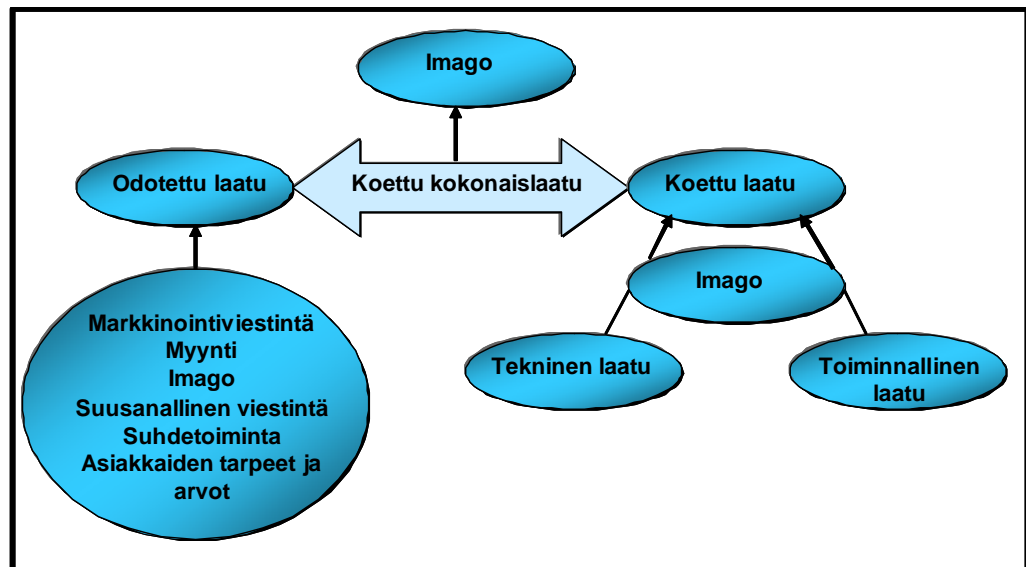 Imago
Odotettu laatu
Koettu kokonaislaatu
Koettu laatu
Imago
Markkinointiviestintä
Myynti
Imago
Suusanallinen viestintä
Suhdetoiminta
Asiakkaiden tarpeet ja
arvot
Tekninen laatu
Toiminnallinen
laatu